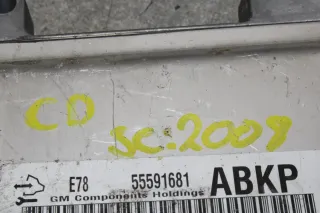 CD SC.2009
E78 55591681 ABKP
GM Components Holdings